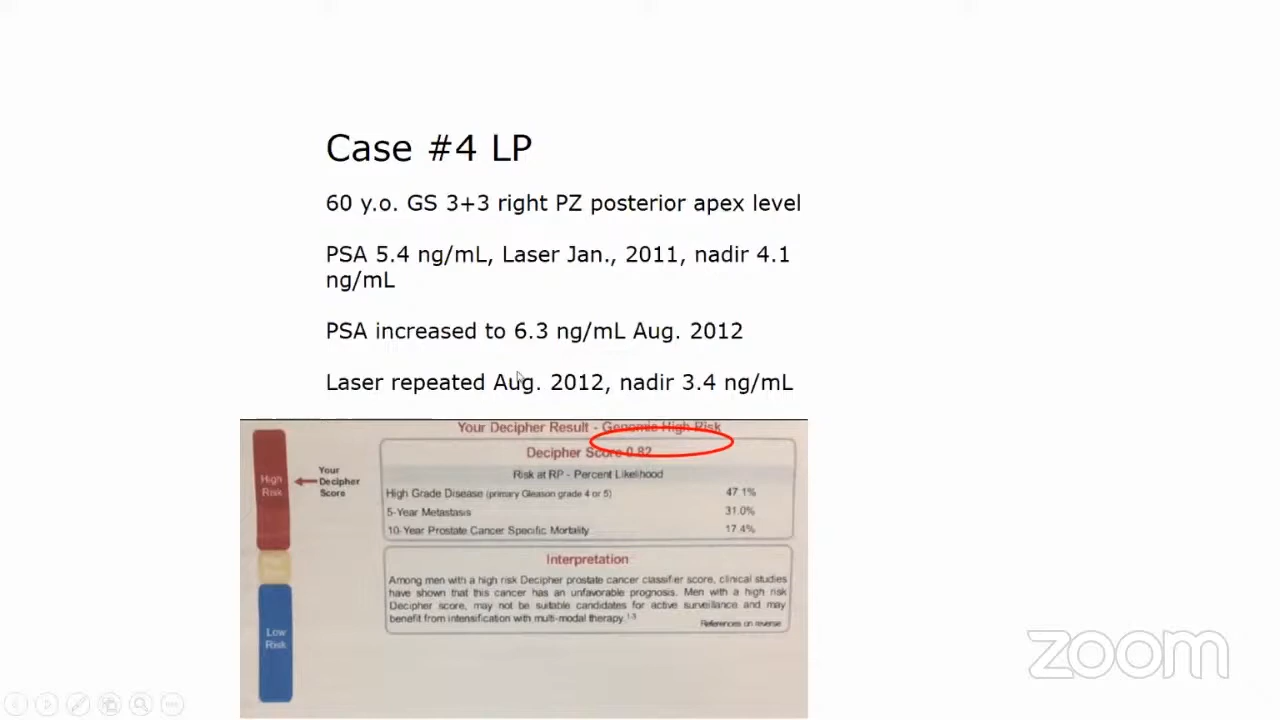 Case #4 LP
60 y.o. GS 3+3 right PZ posterior apex level
PSA 5.4 ng/mL, Laser Jan., 2011, nadir 4.1
ng/mL
PSA increased to 6.3 ng/mL Aug. 2012
Laser repeated Aug. 2012, nadir 3.4 ng/mL
Your Decipher Result - Genomic High Risk
Decipher Score 0.82
Risk at RP - Percent Likelihood
High Risk
Your Decipher Score
High Grade Disease (primary Gleason grade 4 or 5) 47.1%
5-Year Metastasis 31.0%
10-Year Prostate Cancer Specific Mortality 17.4%
Interpretation
Among men with a high risk Decipher prostate cancer classifier score, clinical studies
have shown that this cancer has an unfavorable prognosis. Men with a high risk
Decipher score, may not be suitable candidates for active surveillance and may
benefit from intensification with multi-modal therapy.1-3
References on reverse
Low
Risk
zoom